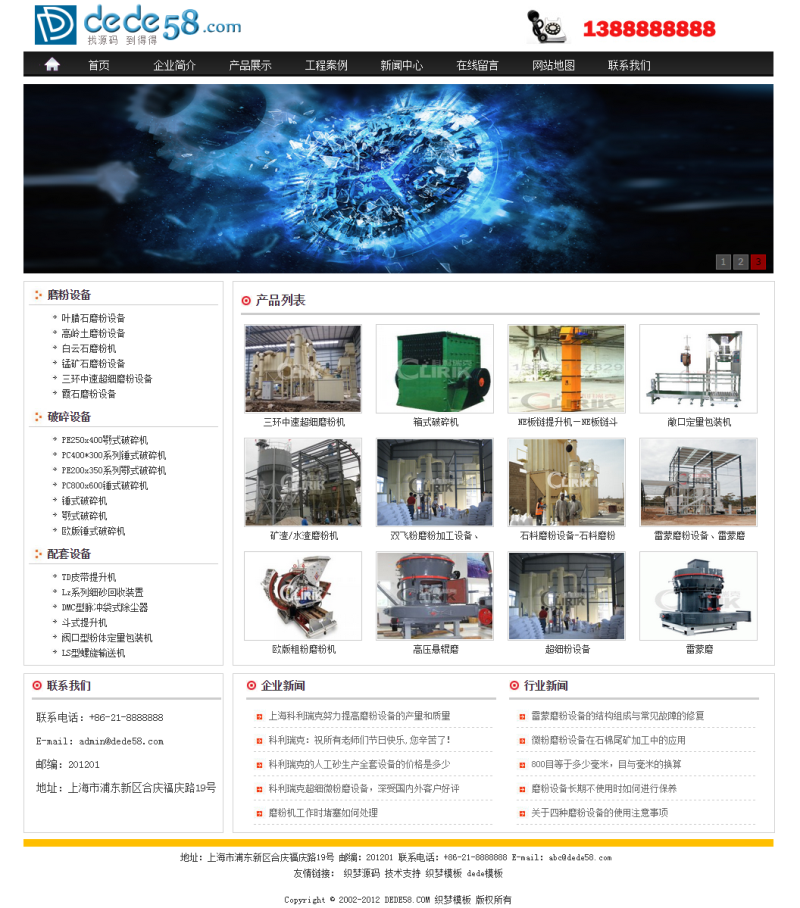 dede58.com
找源码 到得得
1388888888
首页 企业简介 产品展示 工程案例 新闻中心 在线留言 网站地图 联系我们
1 2 3
磨粉设备
叶腊石磨粉设备
高岭土磨粉设备
白云石磨粉机
锰矿石磨粉设备
三环中速超细磨粉设备
霞石磨粉设备
破碎设备
PE250x400鄂式破碎机
PC400*300系列锤式破碎机
PE200x350系列鄂式破碎机
PC800x600锤式破碎机
锤式破碎机
鄂式破碎机
欧版锤式破碎机
配套设备
TD皮带提升机
Lz系列细砂回收装置
DMC型脉冲袋式除尘器
斗式提升机
阀口型粉体定量包装机
LS型螺旋输送机
产品列表
三环中速超细磨粉机 箱式破碎机 NE板链提升机—NE板链斗 敞口定量包装机
矿渣/水渣磨粉机 双飞粉磨粉加工设备、 石料磨粉设备-石料磨粉 雷蒙磨粉设备、雷蒙磨
欧版粗粉磨粉机 高压悬辊磨 超细粉设备 雷蒙磨
联系我们
联系电话: +86-21-8888888
E-mail: admin@dede58.com
邮编: 201201
地址: 上海市浦东新区合庆福庆路19号
企业新闻
上海科利瑞克努力提高磨粉设备的产量和质量
科利瑞克：祝所有老师们节日快乐,您辛苦了!
科利瑞克的人工砂生产全套设备的价格是多少
科利瑞克超细微粉磨设备，深受国内外客户好评
磨粉机工作时堵塞如何处理
行业新闻
雷蒙磨粉设备的结构组成与常见故障的修复
微粉磨粉设备在石棉尾矿加工中的应用
800目等于多少毫米，目与毫米的换算
磨粉设备长期不使用时如何进行保养
关于四种磨粉设备的使用注意事项
地址: 上海市浦东新区合庆福庆路19号 邮编: 201201 联系电话: +86-21-8888888 E-mail: abc@dede58.com
友情链接: 织梦源码 技术支持 织梦模板 dede模板
Copyright © 2002-2012 DEDE58.COM 织梦模板 版权所有